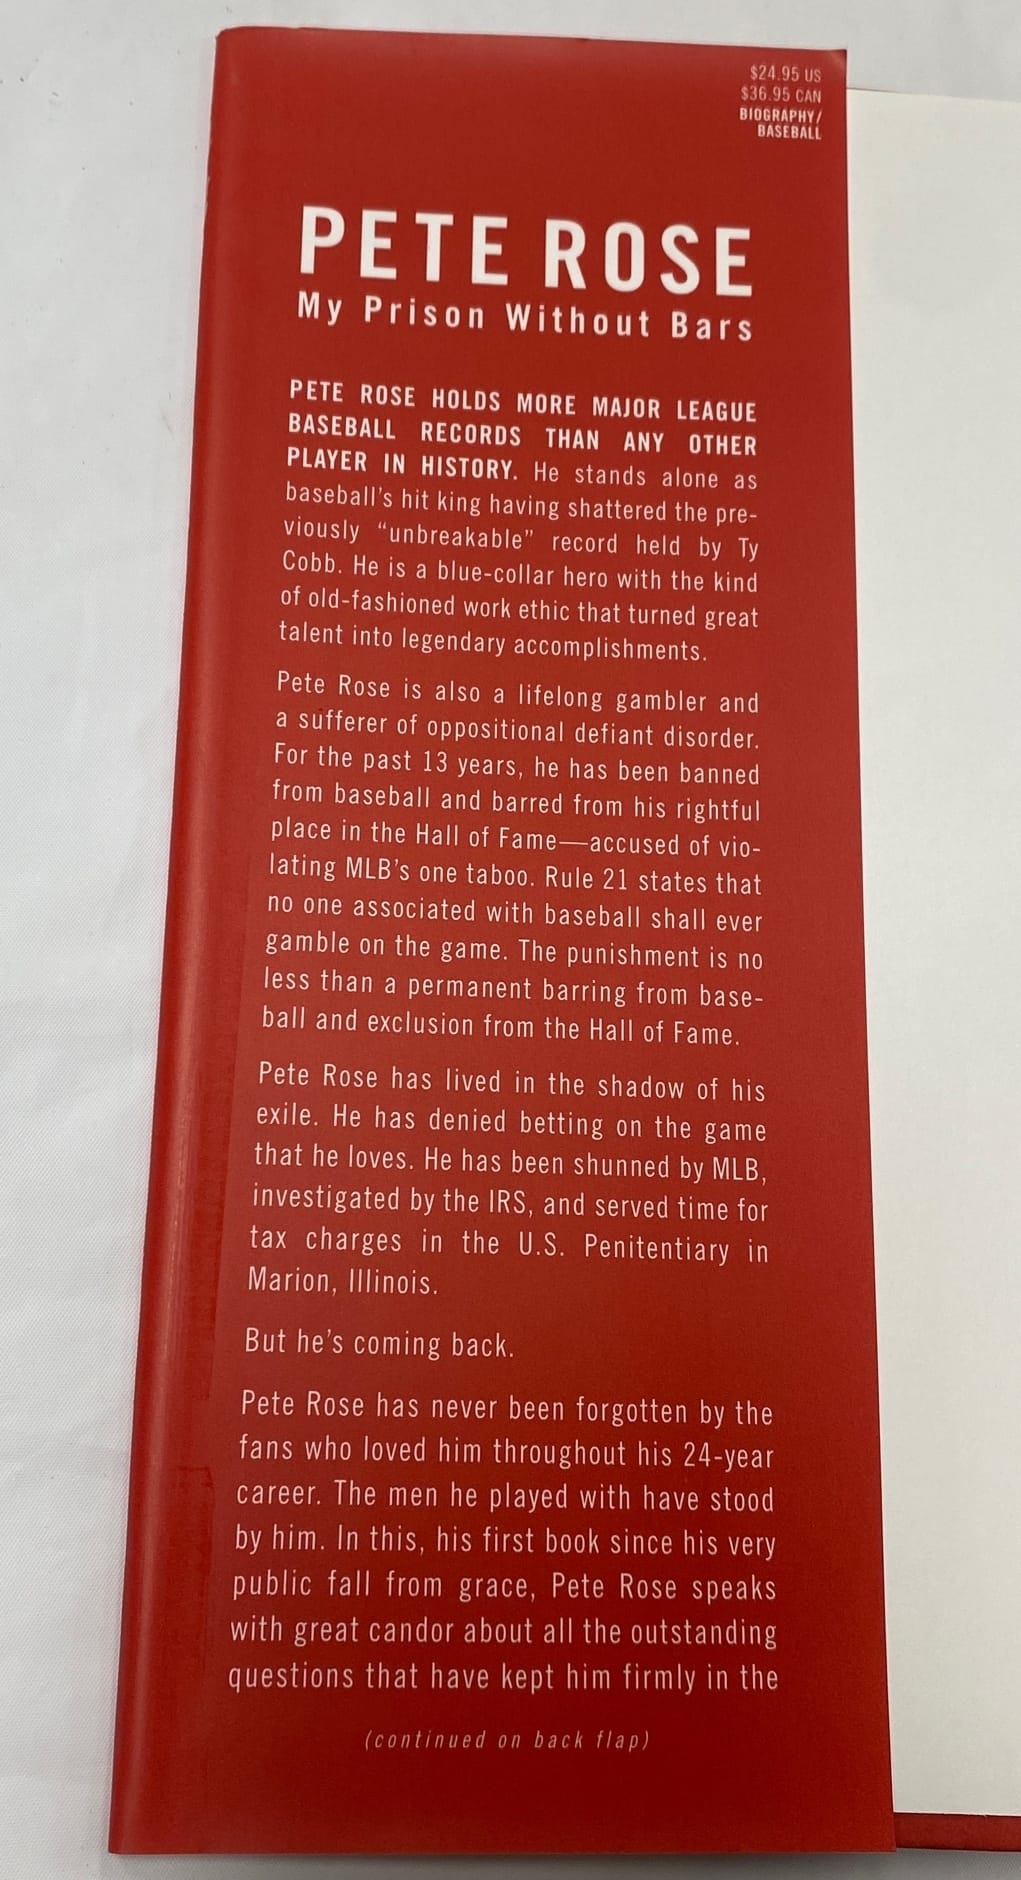 $24.95 US
$36.95 CAN
BIOGRAPHY/
BASEBALL
PETE ROSE
My Prison Without Bars
PETE ROSE HOLDS MORE MAJOR LEAGUE
BASEBALL RECORDS THAN ANY OTHER
PLAYER IN HISTORY. He stands alone as
baseball's hit king having shattered the pre-
viously "unbreakable" record held by Ty
Cobb. He is a blue-collar hero with the kind
of old-fashioned work ethic that turned great
talent into legendary accomplishments.
Pete Rose is also a lifelong gambler and
a sufferer of oppositional defiant disorder.
For the past 13 years, he has been banned
from baseball and barred from his rightful
place in the Hall of Fame—accused of vio-
lating MLB's one taboo. Rule 21 states that
no one associated with baseball shall ever
gamble on the game. The punishment is no
less than a permanent barring from base-
ball and exclusion from the Hall of Fame.
Pete Rose has lived in the shadow of his
exile. He has denied betting on the game
that he loves. He has been shunned by MLB,
investigated by the IRS, and served time for
tax charges in the U.S. Penitentiary in
Marion, Illinois.
But he's coming back.
Pete Rose has never been forgotten by the
fans who loved him throughout his 24-year
career. The men he played with have stood
by him. In this, his first book since his very
public fall from grace, Pete Rose speaks
with great candor about all the outstanding
questions that have kept him firmly in the
(continued on back flap)